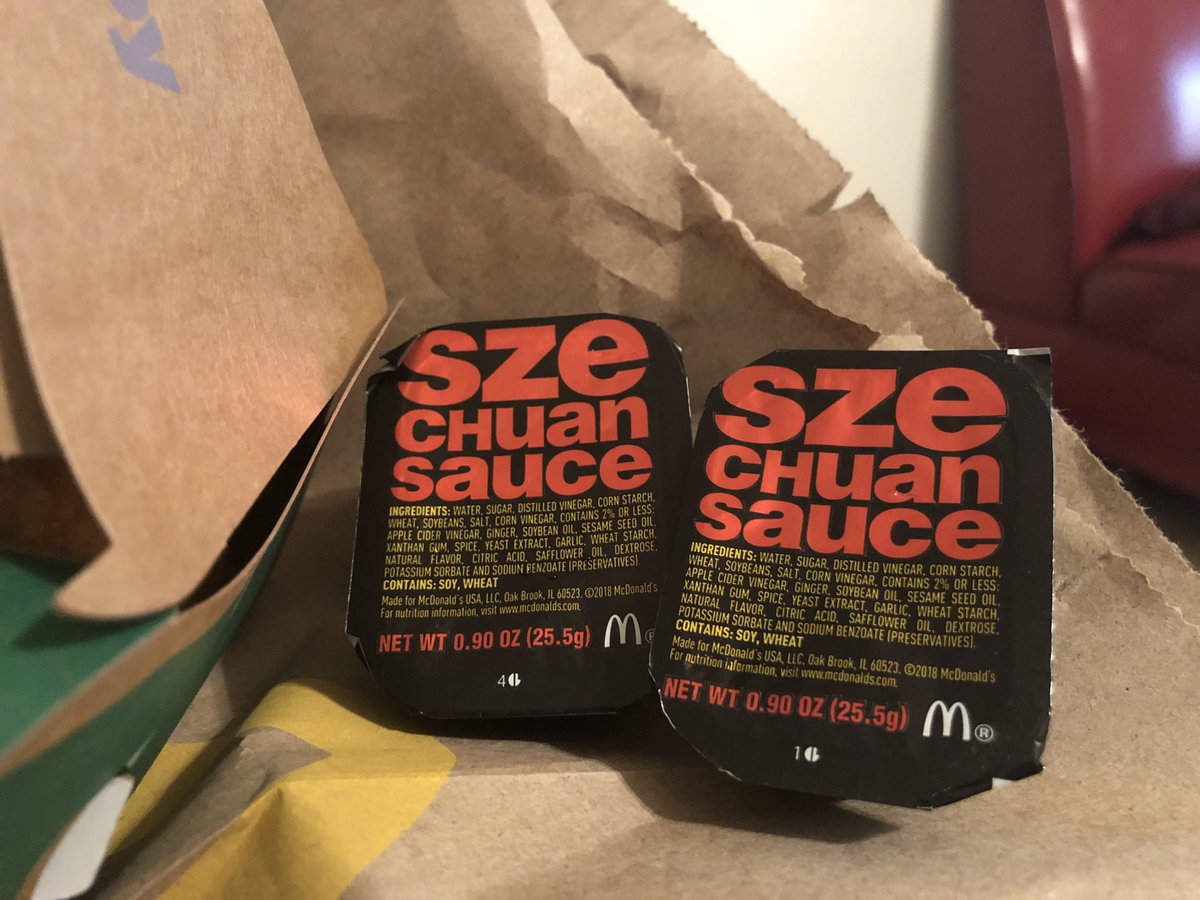 oy
sze
CHuan
sauce
INGREDIENTS: WATER, SUGAR, DISTILLED VINEGAR, CORN STARCH,
WHEAT, SOYBEANS, SALT, CORN VINEGAR, CONTAINS 2% OR LESS:
APPLE CIDER VINEGAR, GINGER, SOYBEAN OIL, SESAME SEED OIL,
XANTHAN GUM, SPICE, YEAST EXTRACT, GARLIC, WHEAT STARCH,
NATURAL FLAVOR, CITRIC ACID, SAFFLOWER OIL, DEXTROSE,
POTASSIUM SORBATE AND SODIUM BENZOATE (PRESERVATIVES).
CONTAINS: SOY, WHEAT
Made for McDonald's USA, LLC, Oak Brook, IL 60523. ©2018 McDonald's
For nutrition information, visit www.mcdonalds.com.
NET WT 0.90 OZ (25.5g) M®
4
sze
CHuan
sauce
INGREDIENTS: WATER, SUGAR, DISTILLED VINEGAR, CORN STARCH,
WHEAT, SOYBEANS, SALT, CORN VINEGAR, CONTAINS 2% OR LESS:
APPLE CIDER VINEGAR, GINGER, SOYBEAN OIL, SESAME SEED OIL,
XANTHAN GUM, SPICE, YEAST EXTRACT, GARLIC, WHEAT STARCH,
NATURAL FLAVOR, CITRIC ACID, SAFFLOWER OIL, DEXTROSE,
POTASSIUM SORBATE AND SODIUM BENZOATE (PRESERVATIVES).
CONTAINS: SOY, WHEAT
Made for McDonald's USA, LLC, Oak Brook, IL 60523. ©2018 McDonald's
For nutrition information, visit www.mcdonalds.com.
NET WT 0.90 OZ (25.5g) M®
1